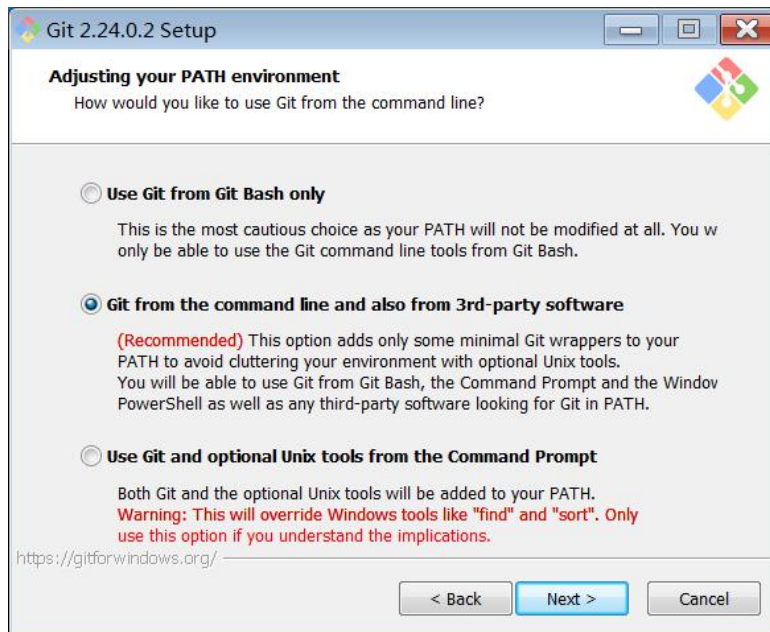 Git 2.24.0.2 Setup
Adjusting your PATH environment
How would you like to use Git from the command line?
Use Git from Git Bash only
This is the most cautious choice as your PATH will not be modified at all. You w
only be able to use the Git command line tools from Git Bash.
Git from the command line and also from 3rd-party software
(Recommended) This option adds only some minimal Git wrappers to your
PATH to avoid cluttering your environment with optional Unix tools.
You will be able to use Git from Git Bash, the Command Prompt and the Window
PowerShell as well as any third-party software looking for Git in PATH.
Use Git and optional Unix tools from the Command Prompt
Both Git and the optional Unix tools will be added to your PATH.
Warning: This will override Windows tools like "find" and "sort". Only
use this option if you understand the implications.
https://gitforwindows.org/
< Back Next > Cancel